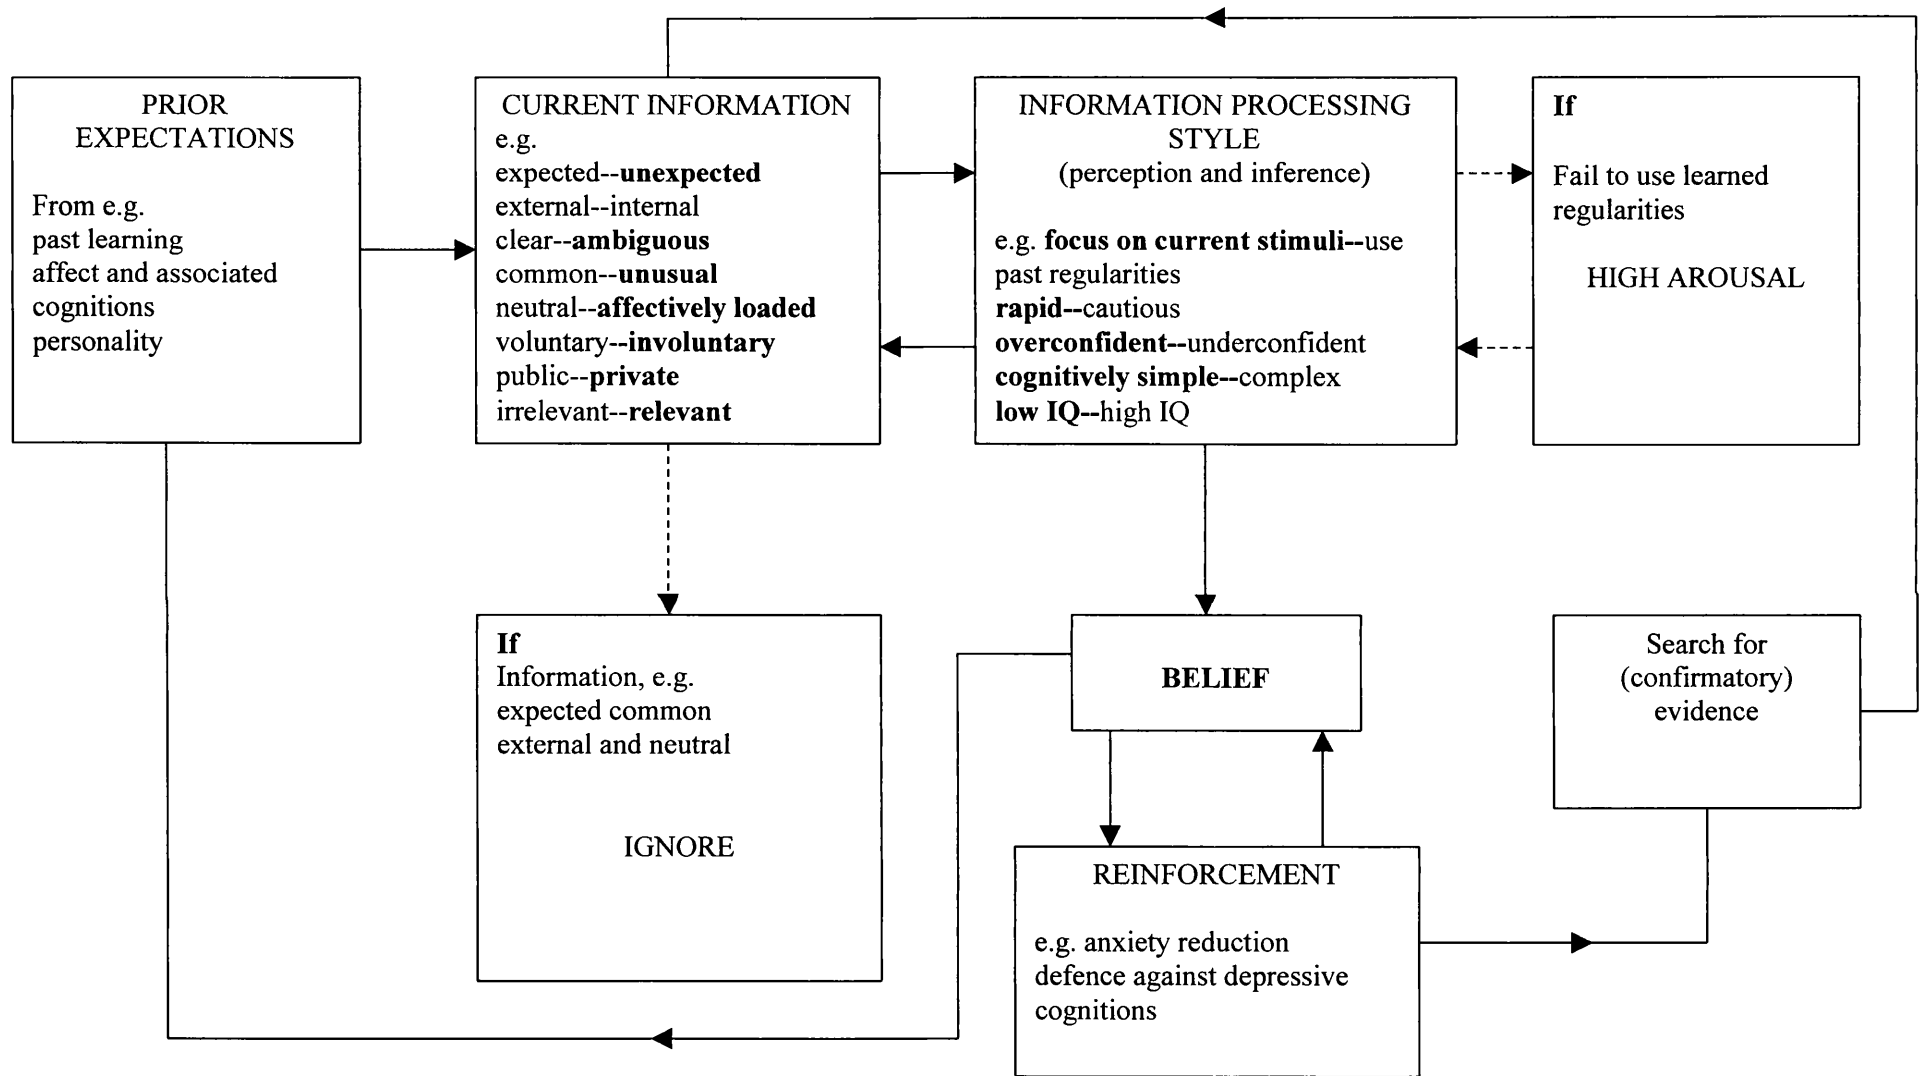 PRIOR
EXPECTATIONS
From e.g.
past learning
affect and associated
cognitions
personality
CURRENT INFORMATION
e.g.
expected--unexpected
external--internal
clear--ambiguous
common--unusual
neutral--affectively loaded
voluntary--involuntary
public--private
irrelevant--relevant
INFORMATION PROCESSING
STYLE
(perception and inference)
e.g. focus on current stimuli--use
past regularities
rapid--cautious
overconfident--underconfident
cognitively simple--complex
low IQ--high IQ
If
Fail to use learned
regularities
HIGH AROUSAL
If
Information, e.g.
expected common
external and neutral
IGNORE
BELIEF
Search for
(confirmatory)
evidence
REINFORCEMENT
e.g. anxiety reduction
defence against depressive
cognitions